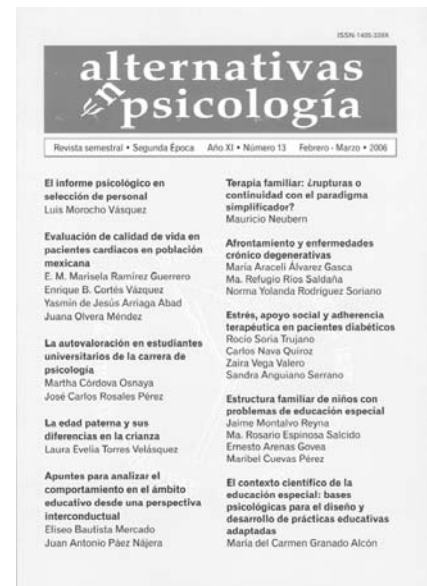 ISSN-1405-339X
alternativas
en psicología
Revista semestral • Segunda Época Año XI • Número 13 Febrero - Marzo • 2006
El informe psicológico en
selección de personal
Luis Morocho Vásquez
Evaluación de calidad de vida en
pacientes cardiacos en población
mexicana
E. M. Marisela Ramírez Guerrero
Enrique B. Cortés Vázquez
Yasmin de Jesús Arriaga Abad
Juana Olvera Méndez
La autovaloración en estudiantes
universitarios de la carrera de
psicología
Martha Córdova Osnaya
José Carlos Rosales Pérez
La edad paterna y sus
diferencias en la crianza
Laura Evelia Torres Velásquez
Apuntes para analizar el
comportamiento en el ámbito
educativo desde una perspectiva
interconductual
Eliseo Bautista Mercado
Juan Antonio Páez Nájera
Terapia familiar: ¿rupturas o
continuidad con el paradigma
simplificador?
Mauricio Neubern
Afrontamiento y enfermedades
crónico degenerativas
María Araceli Álvarez Gasca
Ma. Refugio Ríos Saldaña
Norma Yolanda Rodríguez Soriano
Estrés, apoyo social y adherencia
terapéutica en pacientes diabéticos
Rocío Soria Trujano
Carlos Nava Quiroz
Zaira Vega Valero
Sandra Anguiano Serrano
Estructura familiar de niños con
problemas de educación especial
Jaime Montalvo Reyna
Ma. Rosario Espinosa Salcido
Ernesto Arenas Govea
Maribel Cuevas Pérez
El contexto científico de la
educación especial: bases
psicológicas para el diseño y
desarrollo de prácticas educativas
adaptadas
María del Carmen Granado Alcón